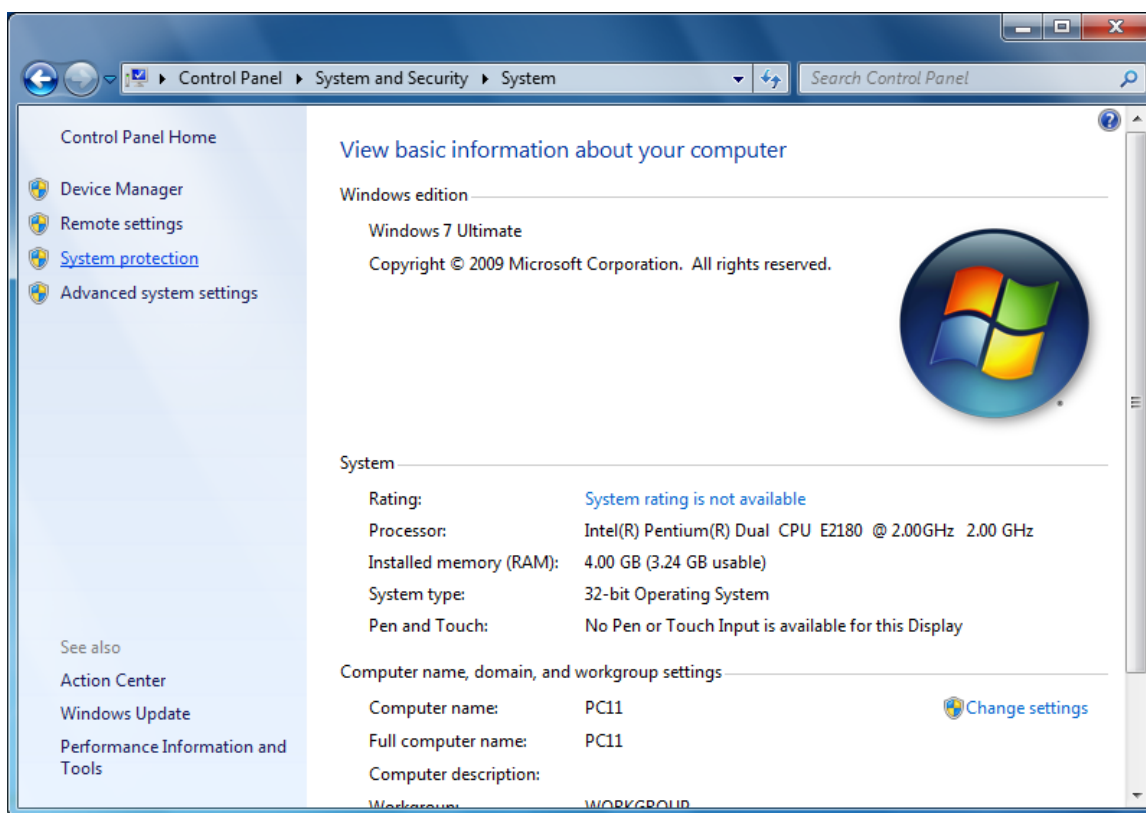 Control Panel ▸ System and Security ▸ System
Search Control Panel
Control Panel Home
Device Manager
Remote settings
System protection
Advanced system settings
See also
Action Center
Windows Update
Performance Information and
Tools
View basic information about your computer
Windows edition
Windows 7 Ultimate
Copyright © 2009 Microsoft Corporation.  All rights reserved.
System
Rating: System rating is not available
Processor: Intel(R) Pentium(R) Dual  CPU  E2180  @ 2.00GHz  2.00 GHz
Installed memory (RAM): 4.00 GB (3.24 GB usable)
System type: 32-bit Operating System
Pen and Touch: No Pen or Touch Input is available for this Display
Computer name, domain, and workgroup settings
Computer name: PC11 Change settings
Full computer name: PC11
Computer description:
Workgroup: WORKGROUP